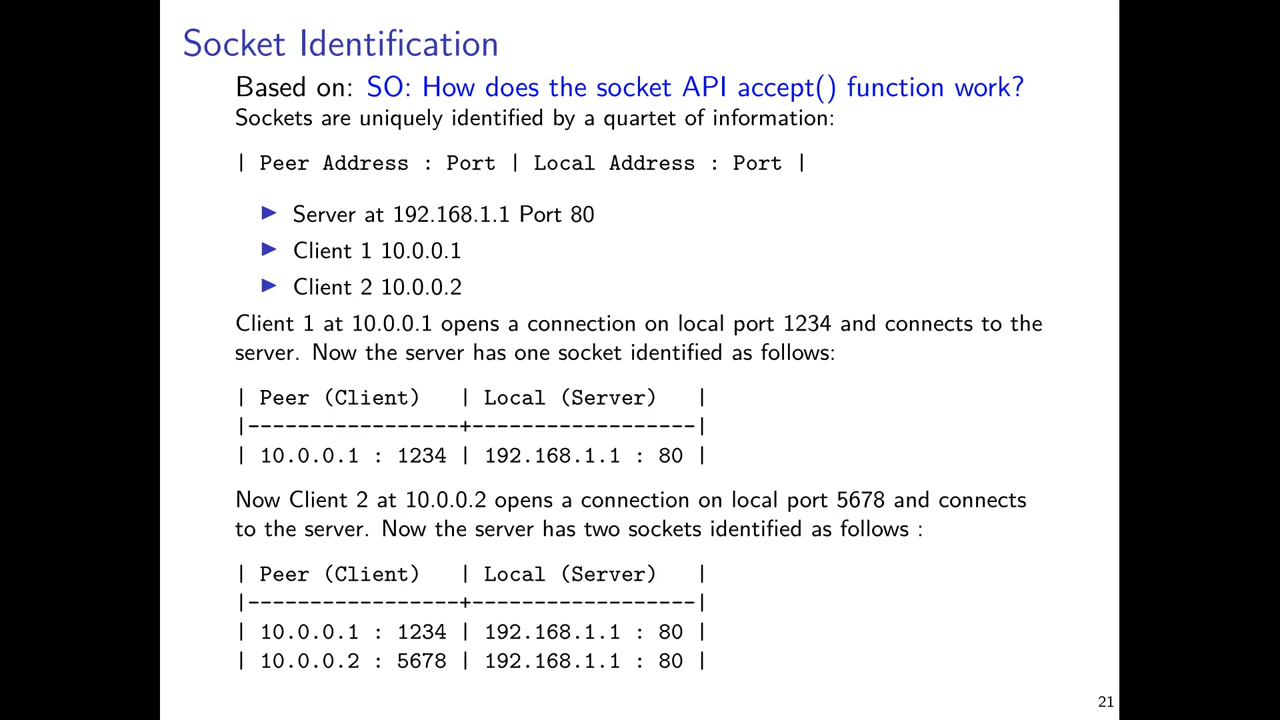 Socket Identification
Based on: SO: How does the socket API accept() function work?
Sockets are uniquely identified by a quartet of information:
| Peer Address : Port | Local Address : Port |
▶ Server at 192.168.1.1 Port 80
▶ Client 1 10.0.0.1
▶ Client 2 10.0.0.2
Client 1 at 10.0.0.1 opens a connection on local port 1234 and connects to the
server. Now the server has one socket identified as follows:
| Peer (Client)   | Local (Server)   |
|-----------------+------------------|
| 10.0.0.1 : 1234 | 192.168.1.1 : 80 |
Now Client 2 at 10.0.0.2 opens a connection on local port 5678 and connects
to the server. Now the server has two sockets identified as follows :
| Peer (Client)   | Local (Server)   |
|-----------------+------------------|
| 10.0.0.1 : 1234 | 192.168.1.1 : 80 |
| 10.0.0.2 : 5678 | 192.168.1.1 : 80 |
21